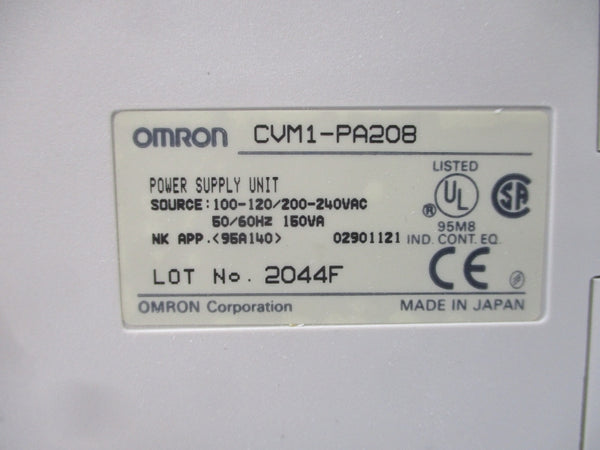 OMRON CVM1-PA208
POWER SUPPLY UNIT
SOURCE:100-120/200-240VAC
50/60HZ 150VA
NK APP.<95A140> 02901121
LOT No. 2044F
OMRON Corporation
LISTED
UL ®
SA
95M8
IND. CONT. EQ.
CE
MADE IN JAPAN